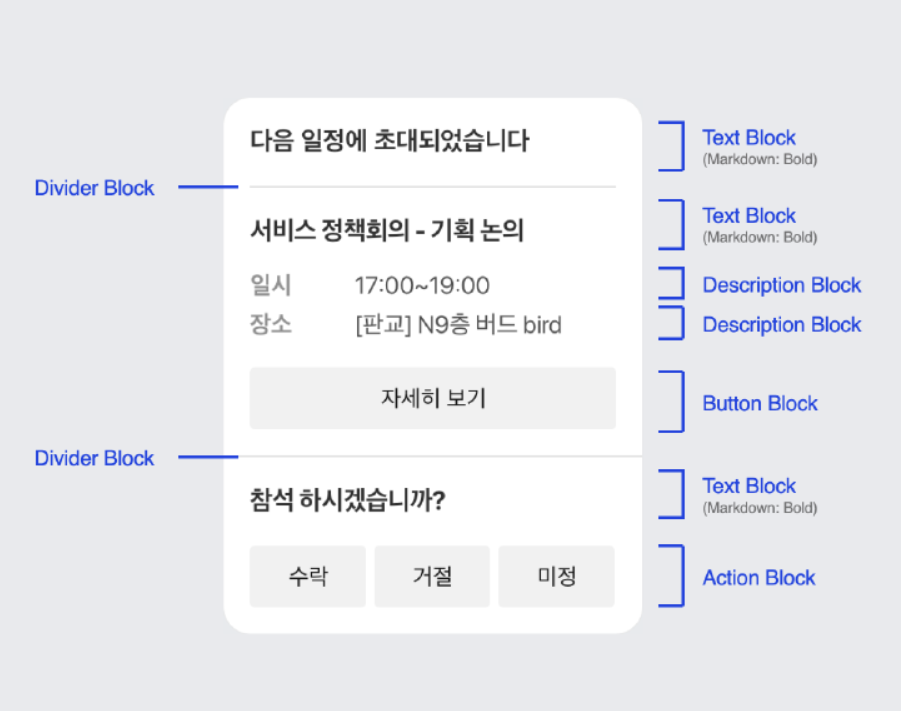 다음 일정에 초대되었습니다
Text Block
(Markdown: Bold)
Divider Block
서비스 정책회의 - 기획 논의
Text Block
(Markdown: Bold)
일시 17:00~19:00
Description Block
장소 [판교] N9층 버드 bird
Description Block
자세히 보기
Button Block
Divider Block
참석 하시겠습니까?
Text Block
(Markdown: Bold)
수락 거절 미정
Action Block